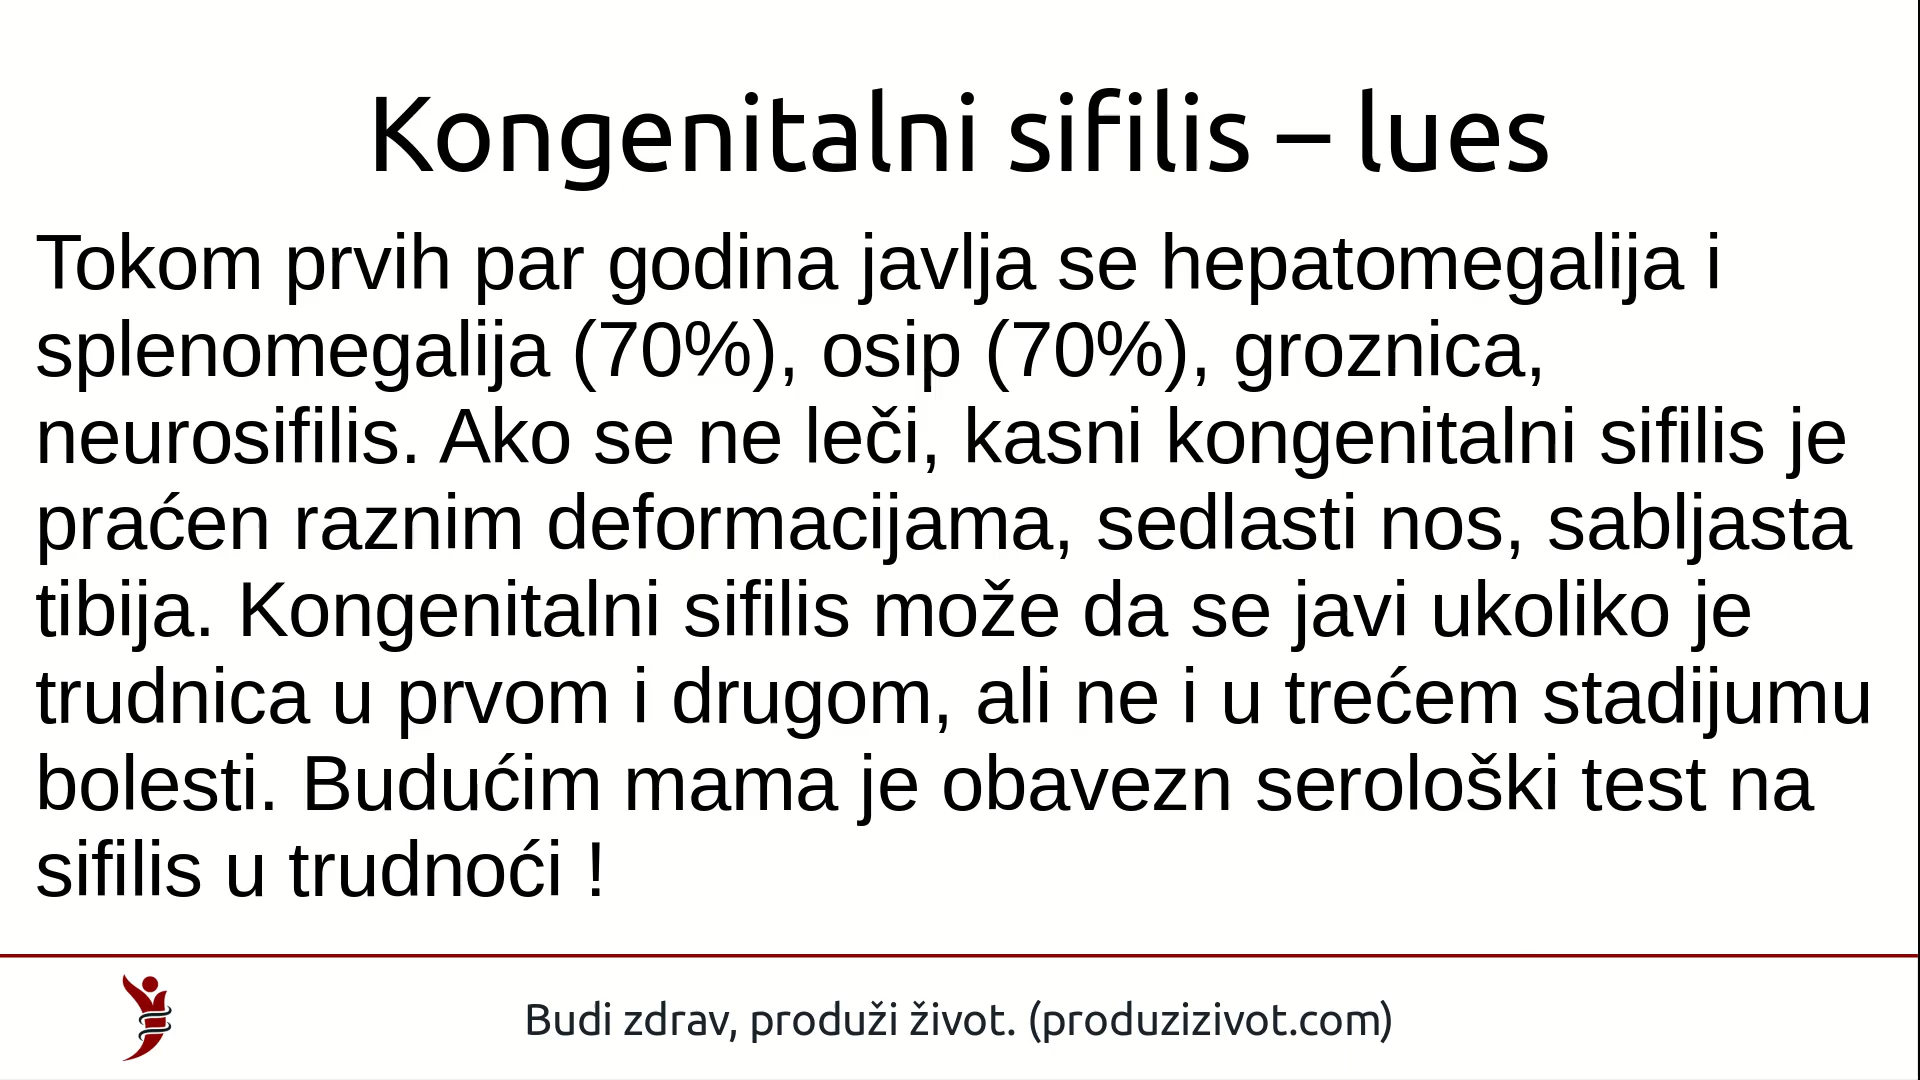 Kongenitalni sifilis – lues
Tokom prvih par godina javlja se hepatomegalija i
splenomegalija (70%), osip (70%), groznica,
neurosifilis. Ako se ne leči, kasni kongenitalni sifilis je
praćen raznim deformacijama, sedlasti nos, sabljasta
tibija. Kongenitalni sifilis može da se javi ukoliko je
trudnica u prvom i drugom, ali ne i u trećem stadijumu
bolesti. Budućim mama je obavezn serološki test na
sifilis u trudnoći !
Budi zdrav, produži život. (produzizivot.com)